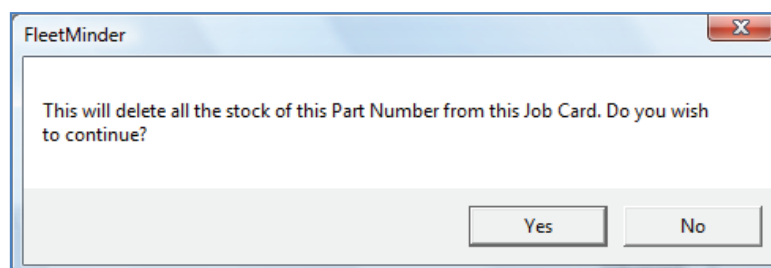 FleetMinder
This will delete all the stock of this Part Number from this Job Card. Do you wish
to continue?
Yes
No